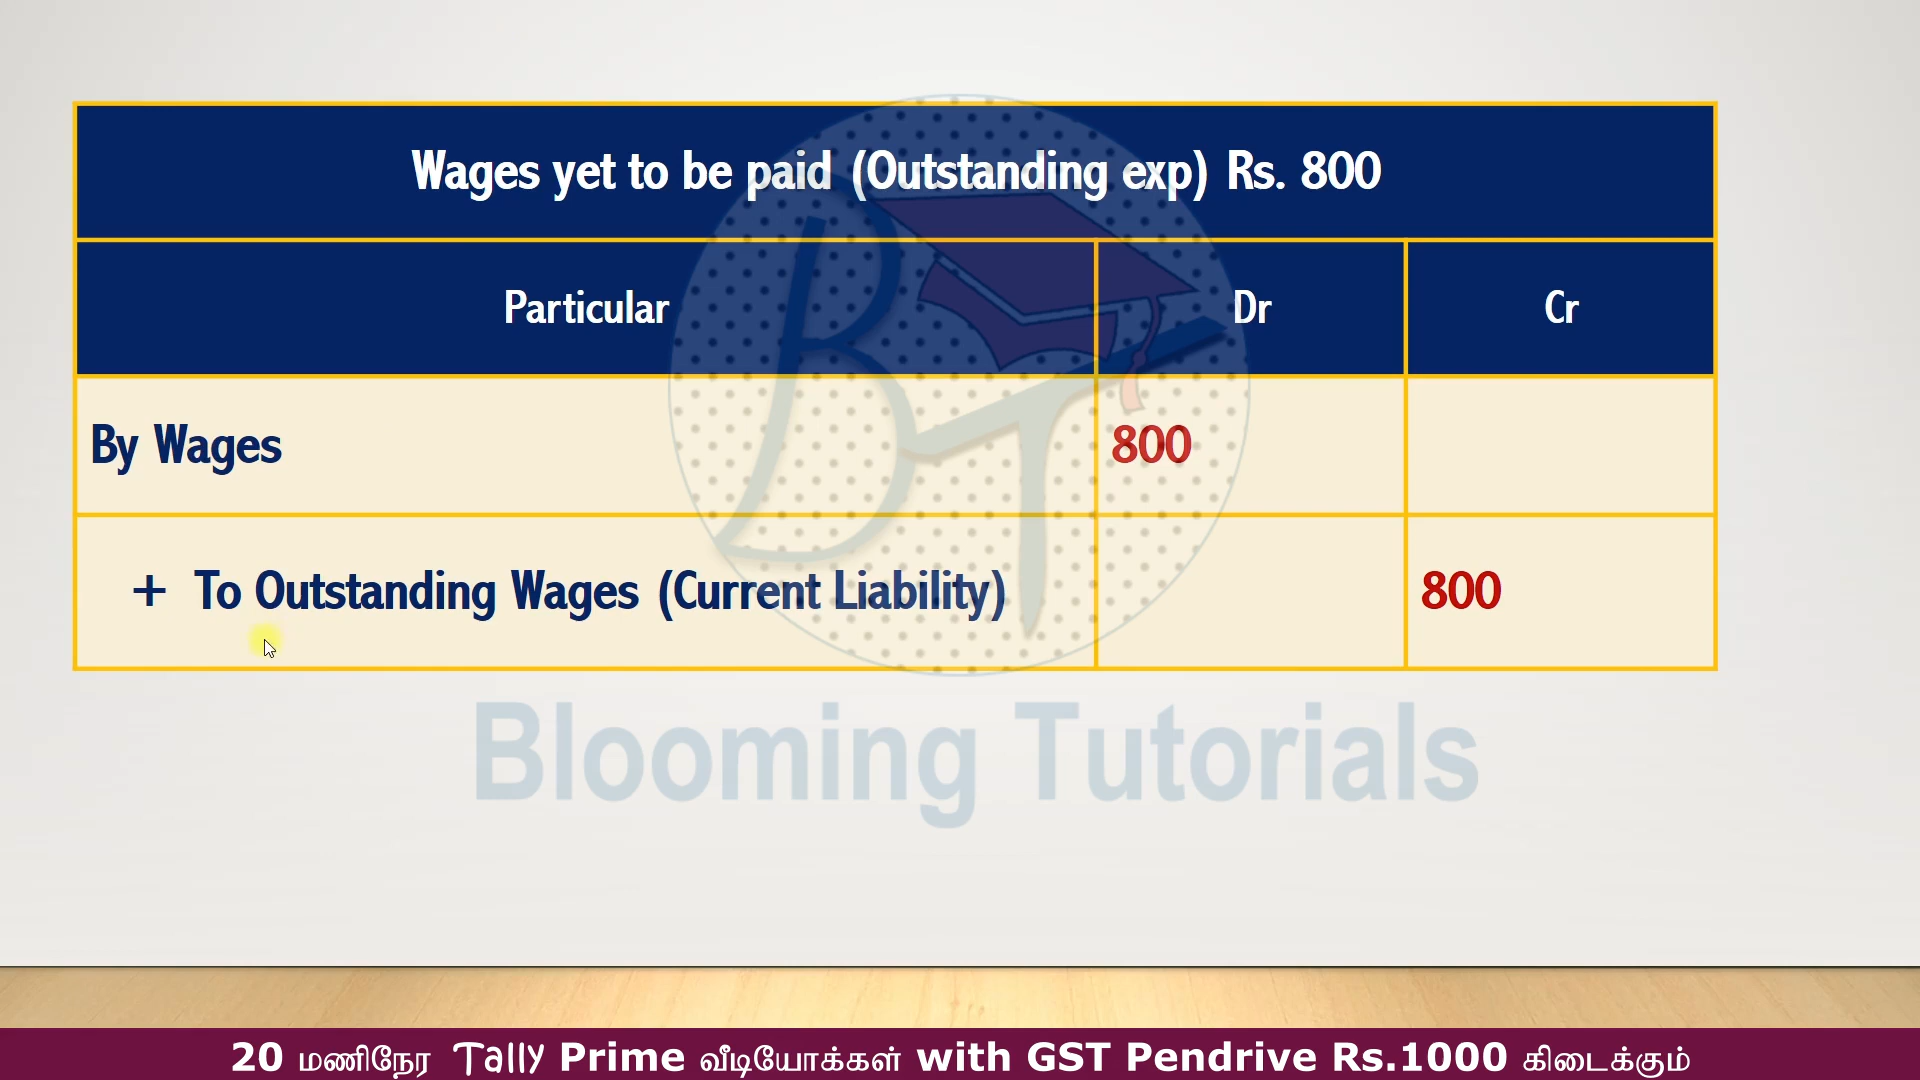 Wages yet to be paid (Outstanding exp) Rs. 800
Particular Dr Cr
By Wages 800
+ To Outstanding Wages (Current Liability) 800
BT
Blooming Tutorials
20 மணிநேர Tally Prime வீடியோக்கள் with GST Pendrive Rs.1000 கிடைக்கும்